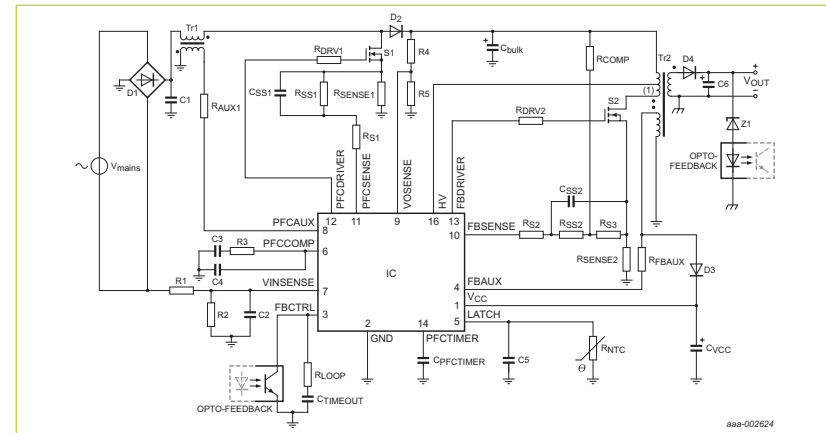 Tr1
D2
S1
RDRV1
R4
Cbulk
RCOMP
Tr2
D4
+
VOUT
−
C6
(1)
D1
C1
RAUX1
CSS1
RSS1
RSENSE1
R5
RDRV2
S2
Z1
RS1
OPTO-
FEEDBACK
Vmains
PFCDRIVER
PFCSENSE
VOSENSE
HV
FBDRIVER
CSS2
12
11
9
16
13
PFCAUX
8
10
FBSENSE
RS2
RSS2
RS3
C3
R3
PFCCOMP
6
C4
IC
RSENSE2
RFBAUX
D3
R1
VINSENSE
7
4
FBAUX
VCC
1
R2
C2
FBCTRL
3
5
LATCH
2
14
GND
PFCTIMER
CPFCTIMER
C5
RNTC
Θ
CVCC
RLOOP
CTIMEOUT
OPTO-FEEDBACK
aaa-002624